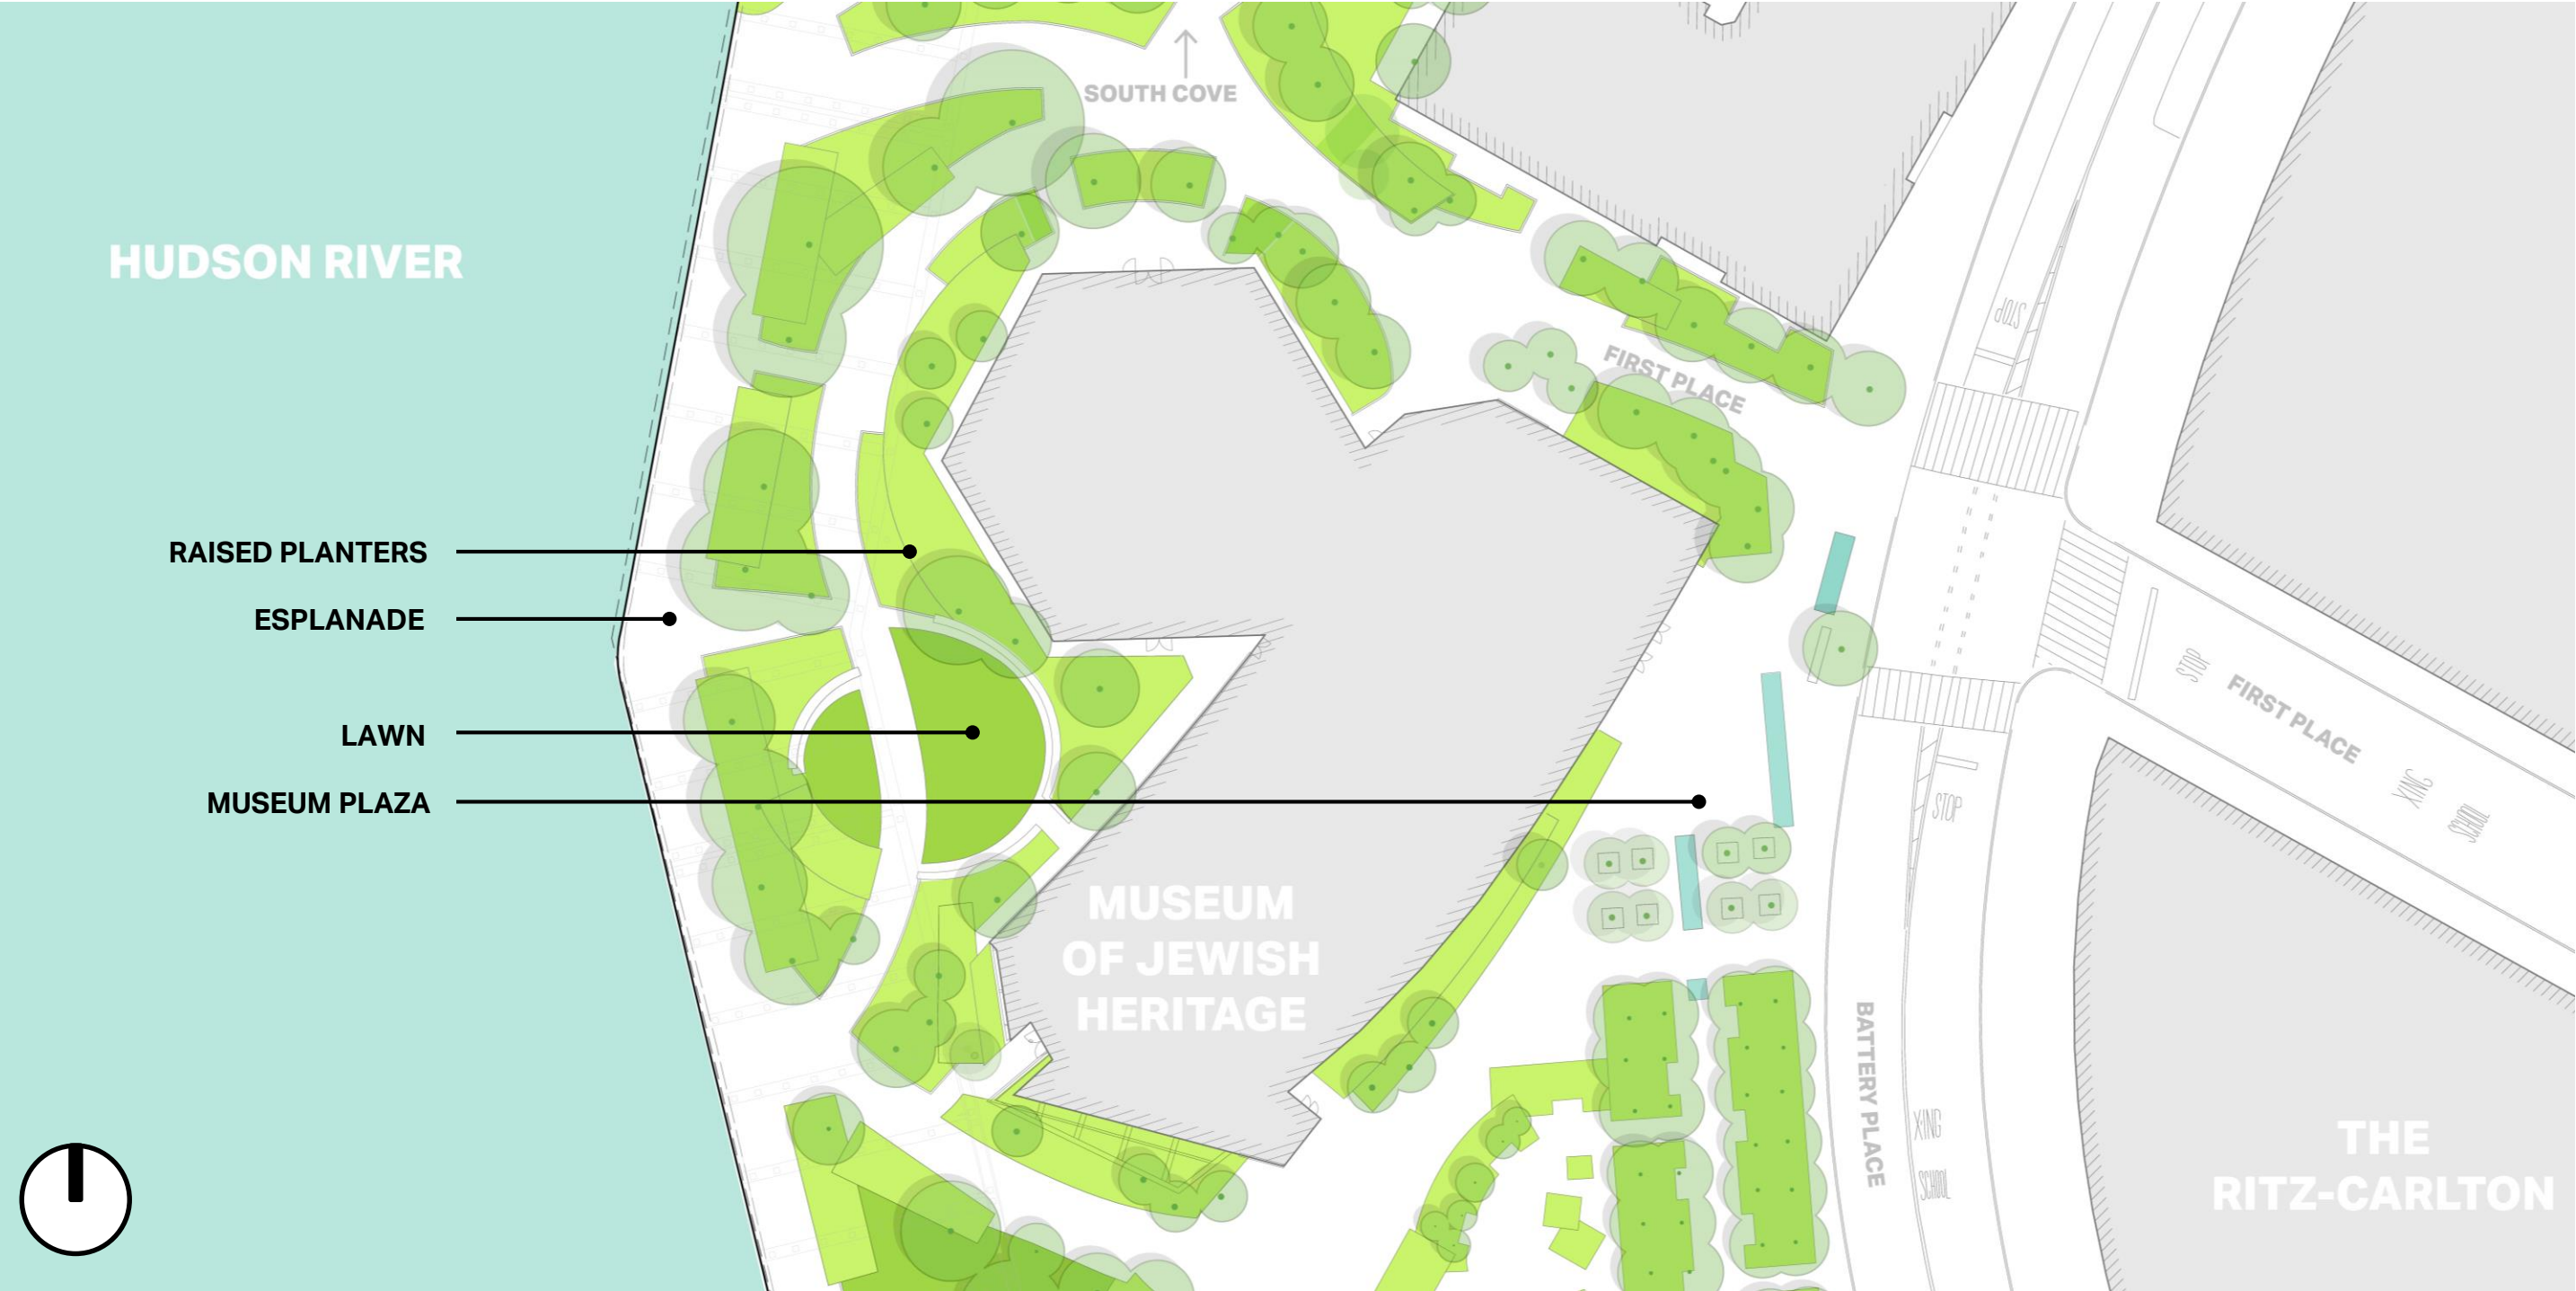 SOUTH COVE
HUDSON RIVER
STOP
FIRST PLACE
RAISED PLANTERS
ESPLANADE
STOP
FIRST PLACE
LAWN
MUSEUM PLAZA
STOP
XING
SCHOOL
MUSEUM
OF JEWISH
HERITAGE
BATTERY PLACE
XING
SCHOOL
THE
RITZ-CARLTON